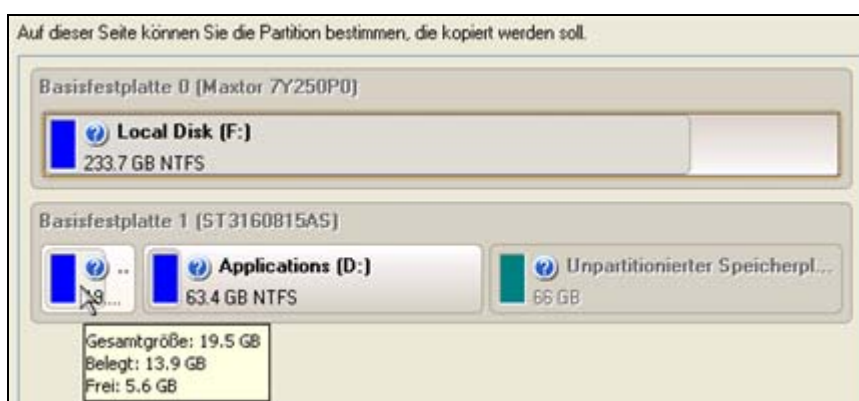 Auf dieser Seite können Sie die Partition bestimmen, die kopiert werden soll.
Basisfestplatte 0 (Maxtor 7Y250P0)
Local Disk (F:)
233.7 GB NTFS
Basisfestplatte 1 (ST3160815AS)
..
Applications (D:)
63.4 GB NTFS
Unpartitionierter Speicherpl...
66 GB
Gesamtgröße: 19.5 GB
Belegt: 13.9 GB
Frei: 5.6 GB